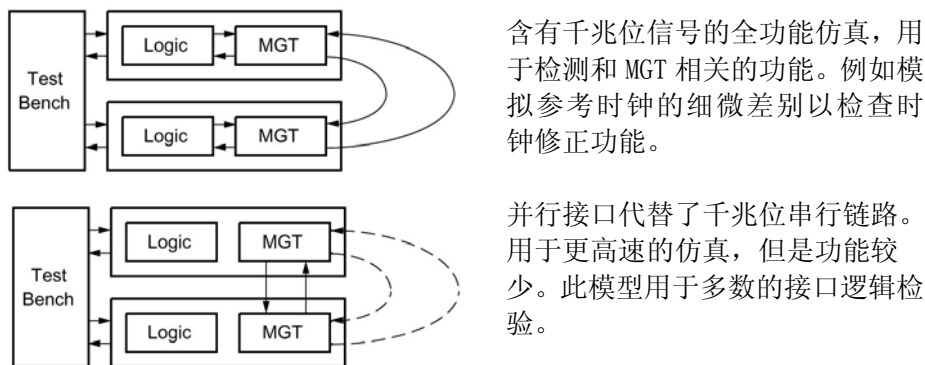 Test
Bench
Logic
MGT
Logic
MGT
含有千兆位信号的全功能仿真，用
于检测和 MGT 相关的功能。例如模
拟参考时钟的细微差别以检查时
钟修正功能。
Test
Bench
Logic
MGT
Logic
MGT
并行接口代替了千兆位串行链路。
用于更高速的仿真，但是功能较
少。此模型用于多数的接口逻辑检
验。